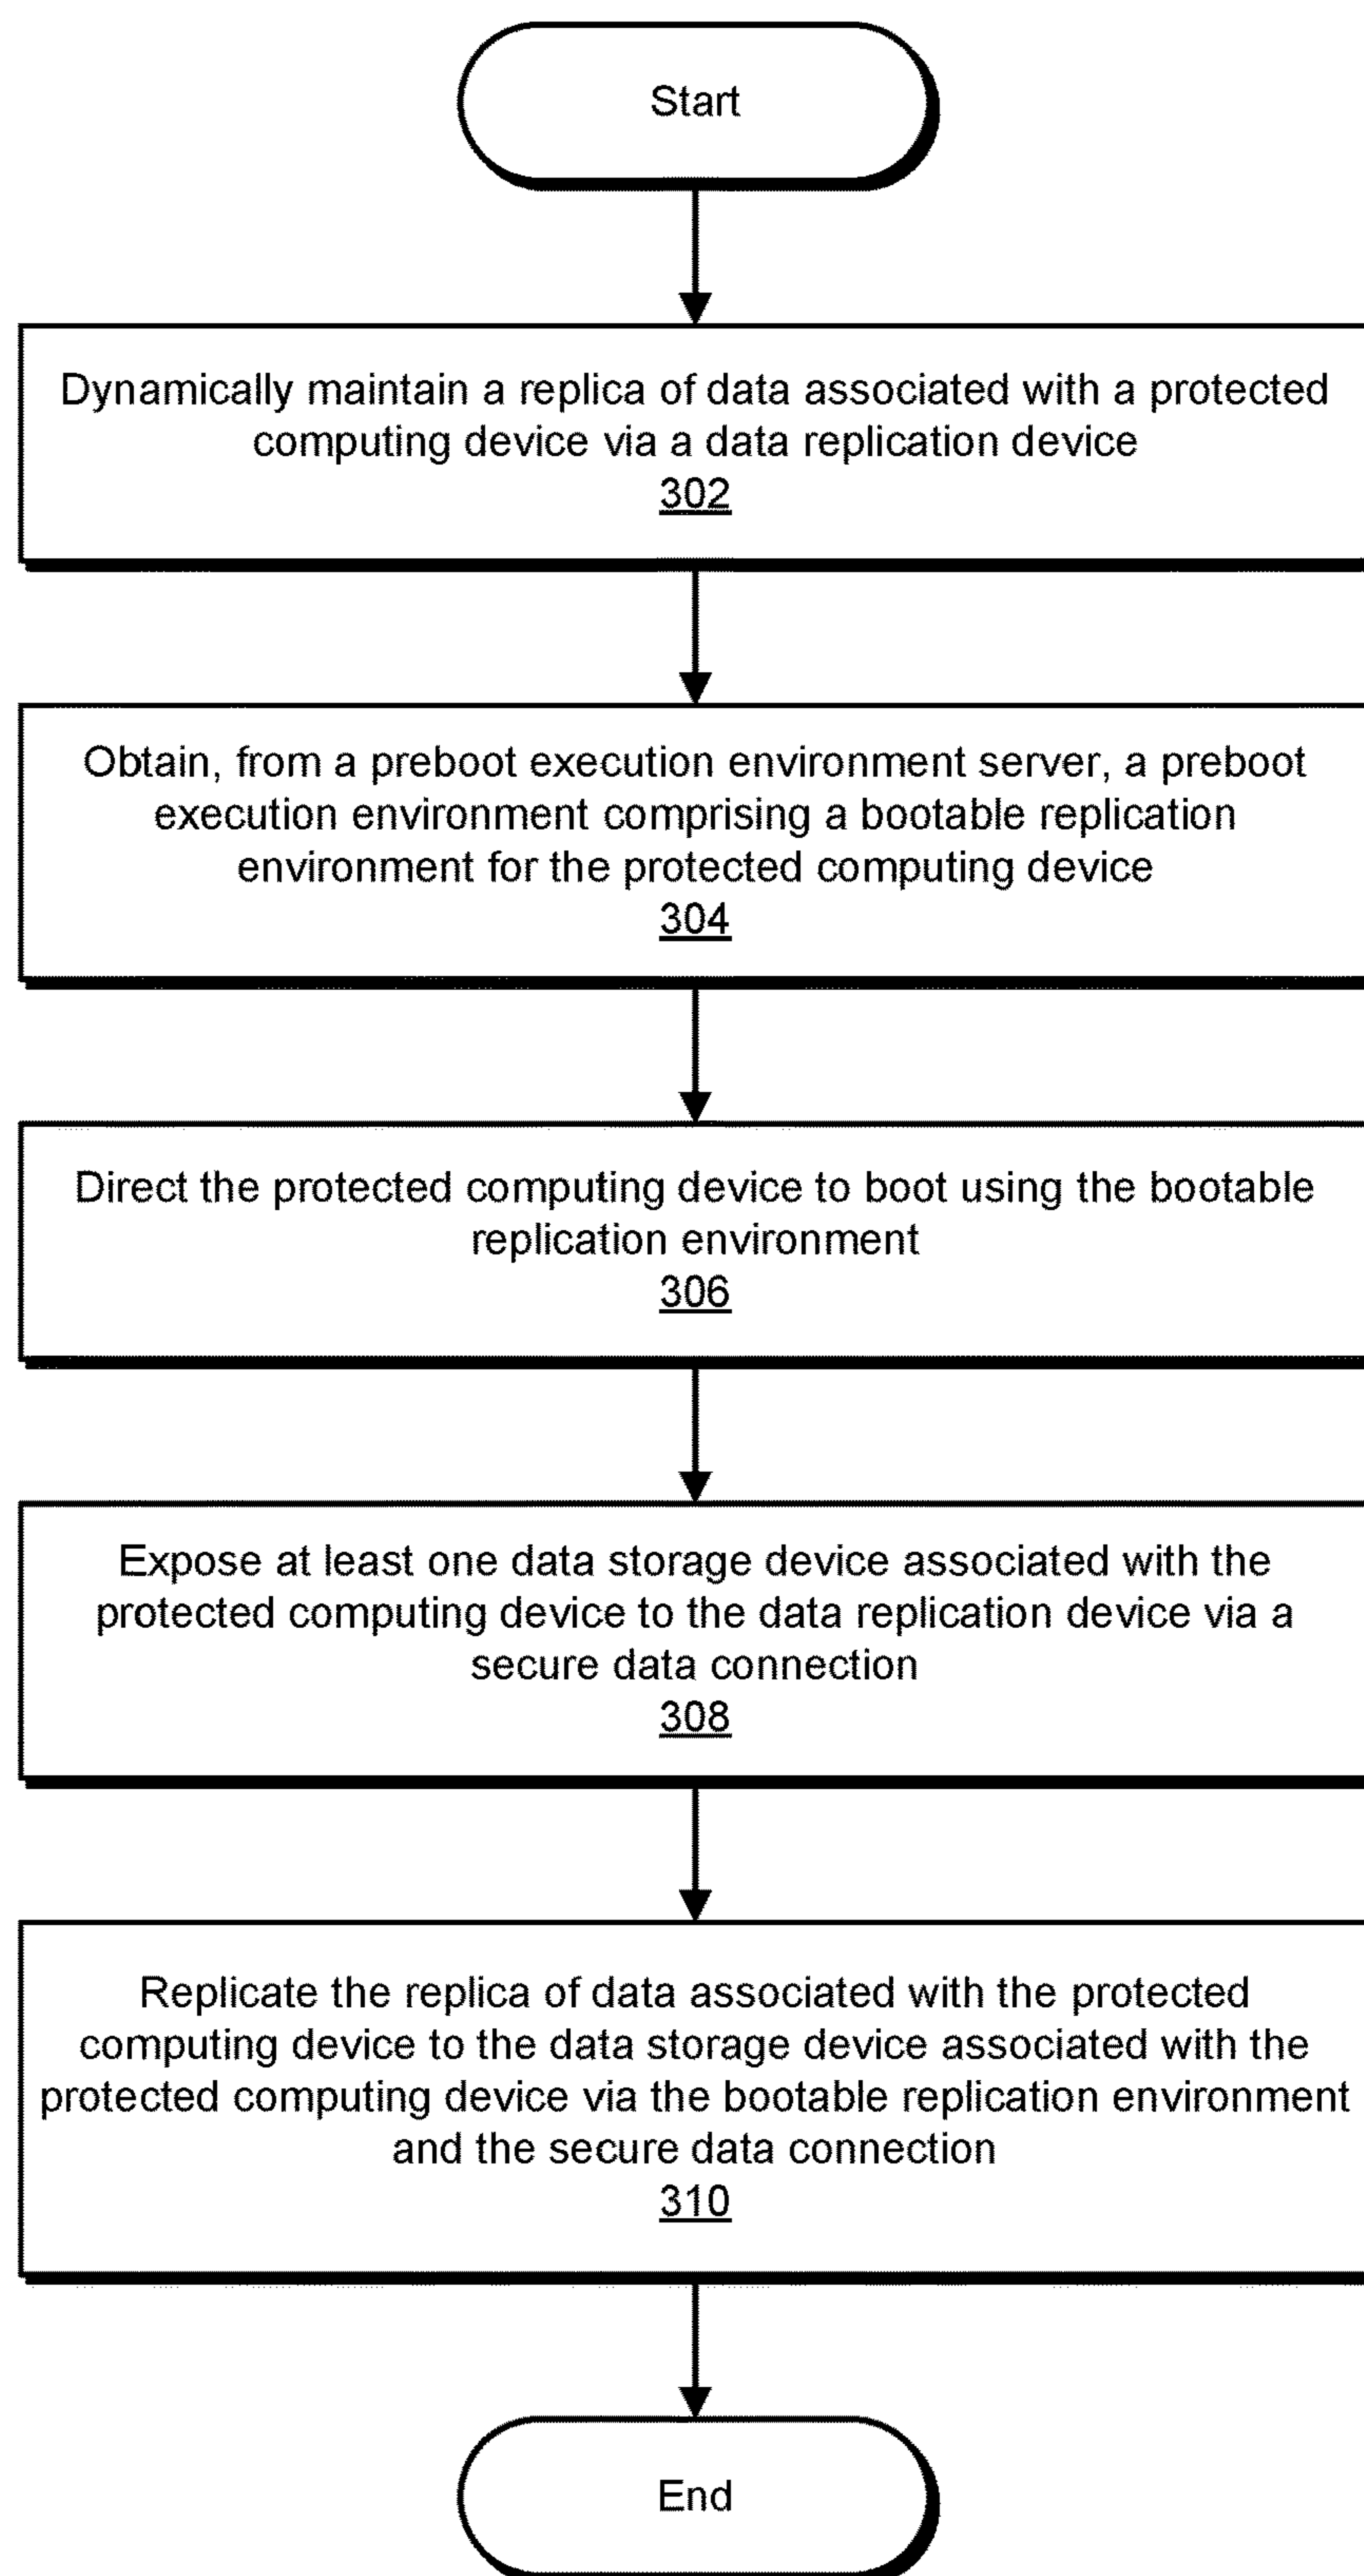 Start
Dynamically maintain a replica of data associated with a protected
computing device via a data replication device
302
Obtain, from a preboot execution environment server, a preboot
execution environment comprising a bootable replication
environment for the protected computing device
304
Direct the protected computing device to boot using the bootable
replication environment
306
Expose at least one data storage device associated with the
protected computing device to the data replication device via a
secure data connection
308
Replicate the replica of data associated with the protected
computing device to the data storage device associated with the
protected computing device via the bootable replication environment
and the secure data connection
310
End